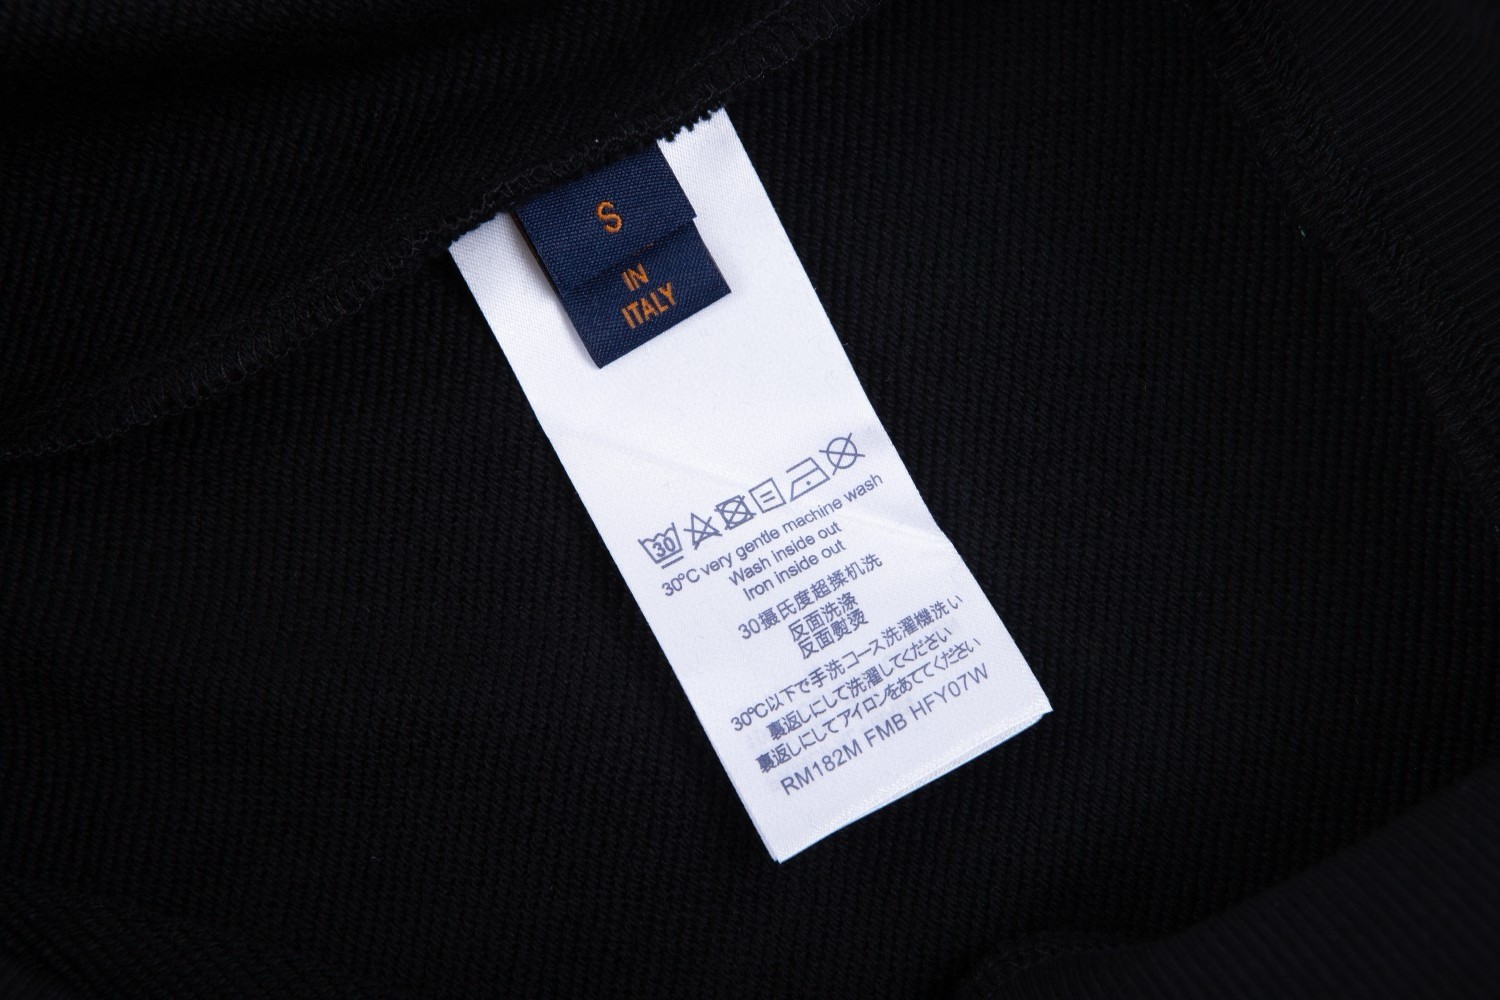 S
IN
ITALY
30
30°C very gentle machine wash
Wash inside out
Iron inside out
30摄氏度超揉机洗
反面洗涤
反面熨烫
30℃以下で手洗コース洗濯機洗い
裏返しにして洗濯してください
裏返しにしてアイロンをあててください
RM182M FMB HFY07W